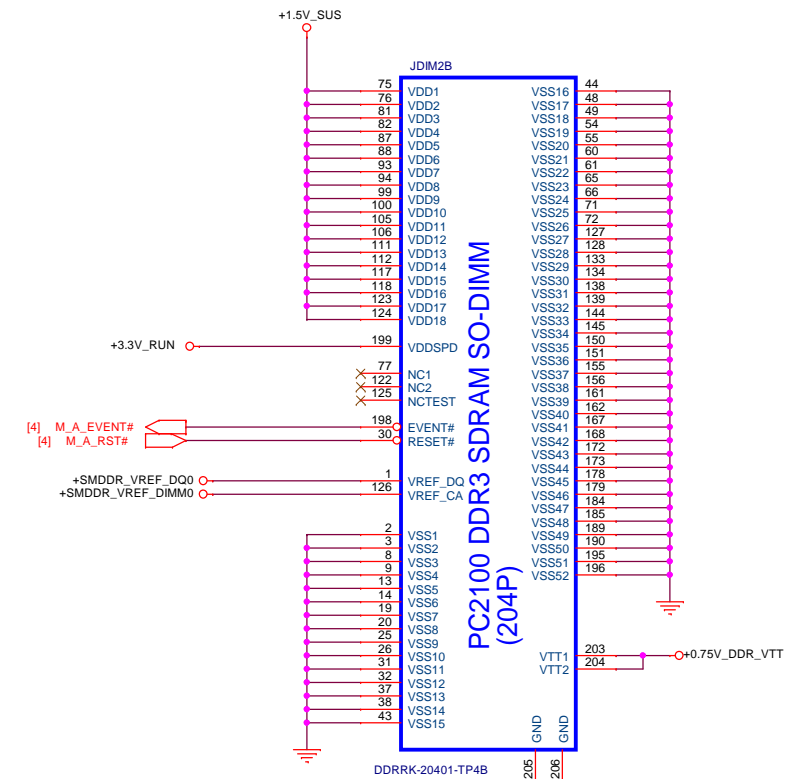 +1.5V_SUS
JDIM2B
75 VDD1
76 VDD2
81 VDD3
82 VDD4
87 VDD5
88 VDD6
93 VDD7
94 VDD8
99 VDD9
100 VDD10
105 VDD11
106 VDD12
111 VDD13
112 VDD14
117 VDD15
118 VDD16
123 VDD17
124 VDD18
+3.3V_RUN 199 VDDSPD
77 NC1
122 NC2
125 NCTEST
[4] M_A_EVENT# 198 EVENT#
[4] M_A_RST# 30 RESET#
+SMDDR_VREF_DQ0 1 VREF_DQ
+SMDDR_VREF_DIMM0 126 VREF_CA
2 VSS1
3 VSS2
8 VSS3
9 VSS4
13 VSS5
14 VSS6
19 VSS7
20 VSS8
25 VSS9
26 VSS10
31 VSS11
32 VSS12
37 VSS13
38 VSS14
43 VSS15
PC2100 DDR3 SDRAM SO-DIMM
(204P)
VSS16 44
VSS17 48
VSS18 49
VSS19 54
VSS20 55
VSS21 60
VSS22 61
VSS23 65
VSS24 66
VSS25 71
VSS26 72
VSS27 127
VSS28 128
VSS29 133
VSS30 134
VSS31 138
VSS32 139
VSS33 144
VSS34 145
VSS35 150
VSS36 151
VSS37 155
VSS38 156
VSS39 161
VSS40 162
VSS41 167
VSS42 168
VSS43 172
VSS44 173
VSS45 178
VSS46 179
VSS47 184
VSS48 185
VSS49 189
VSS50 190
VSS51 195
VSS52 196
VTT1 203
VTT2 204
+0.75V_DDR_VTT
GND 205
GND 206
DDRRK-20401-TP4B